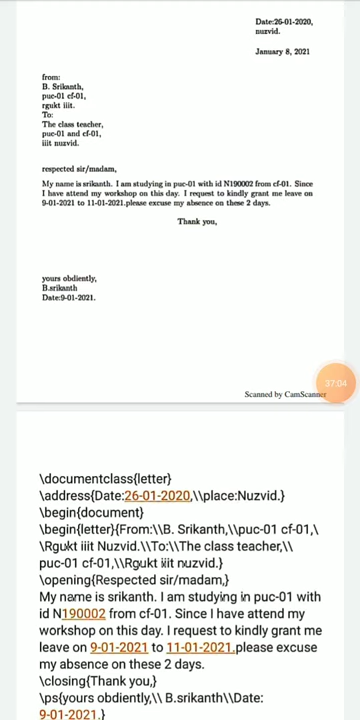 Date:26-01-2020,
nuzvid.
January 8, 2021
from:
B. Srikanth,
puc-01 cf-01,
rgukt iiit.
To:
The class teacher,
puc-01 and cf-01,
iiit nuzvid.
respected sir/madam,
My name is srikanth. I am studying in puc-01 with id N190002 from cf-01. Since
I have attend my workshop on this day. I request to kindly grant me leave on
9-01-2021 to 11-01-2021.please excuse my absence on these 2 days.
Thank you,
yours obdiently,
B.srikanth
Date:9-01-2021.
37:04
Scanned by CamScanner
\documentclass{letter}
\address{Date:26-01-2020,\\place:Nuzvid.}
\begin{document}
\begin{letter}{From:\\B. Srikanth,\\puc-01 cf-01,\
\Rgukt iiit Nuzvid.\\To:\\The class teacher,\\
puc-01 cf-01,\\Rgukt iiit nuzvid.}
\opening{Respected sir/madam,}
My name is srikanth. I am studying in puc-01 with
id N190002 from cf-01. Since I have attend my
workshop on this day. I request to kindly grant me
leave on 9-01-2021 to 11-01-2021.please excuse
my absence on these 2 days.
\closing{Thank you,}
\ps{yours obdiently,\\ B.srikanth\\Date:
9-01-2021.}